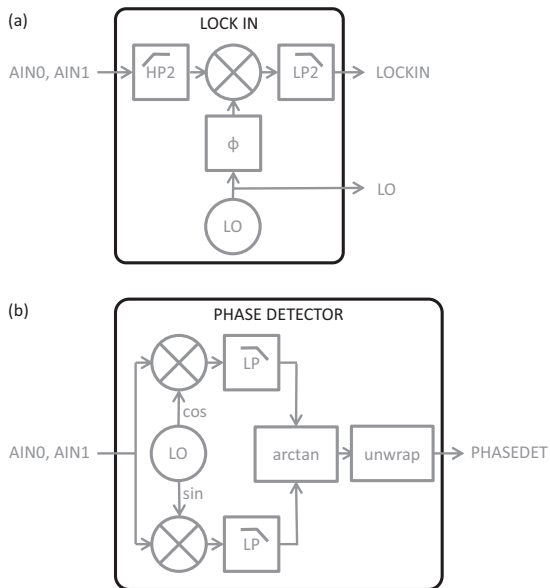 (a)
LOCK IN
AIN0, AIN1
HP2
LP2
LOCKIN
ϕ
LO
LO
(b)
PHASE DETECTOR
LP
cos
AIN0, AIN1
LO
arctan
unwrap
PHASEDET
sin
LP